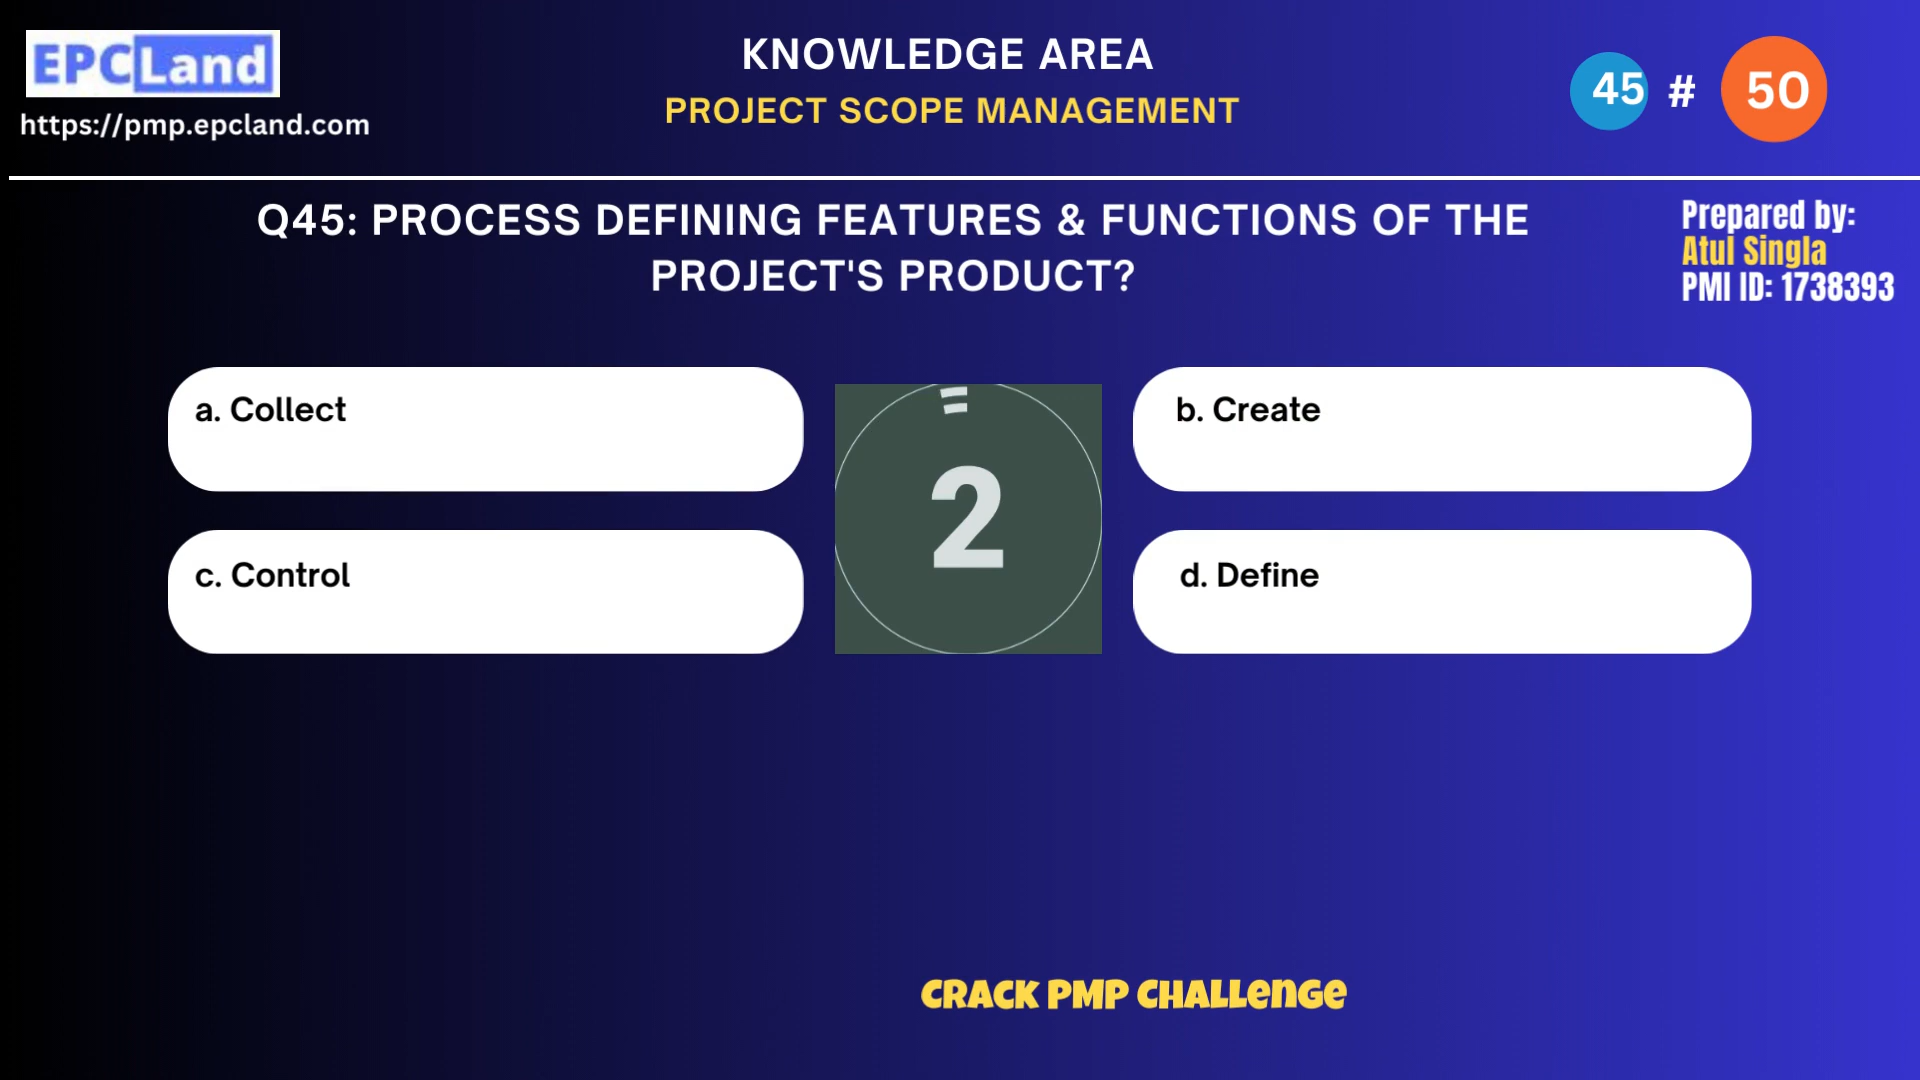 EPCLand
https://pmp.epcland.com
KNOWLEDGE AREA
PROJECT SCOPE MANAGEMENT
45 # 50
Q45: PROCESS DEFINING FEATURES & FUNCTIONS OF THE
PROJECT'S PRODUCT?
Prepared by:
Atul Singla
PMI ID: 1738393
a. Collect
b. Create
2
c. Control
d. Define
CRACK PMP CHALLENGE